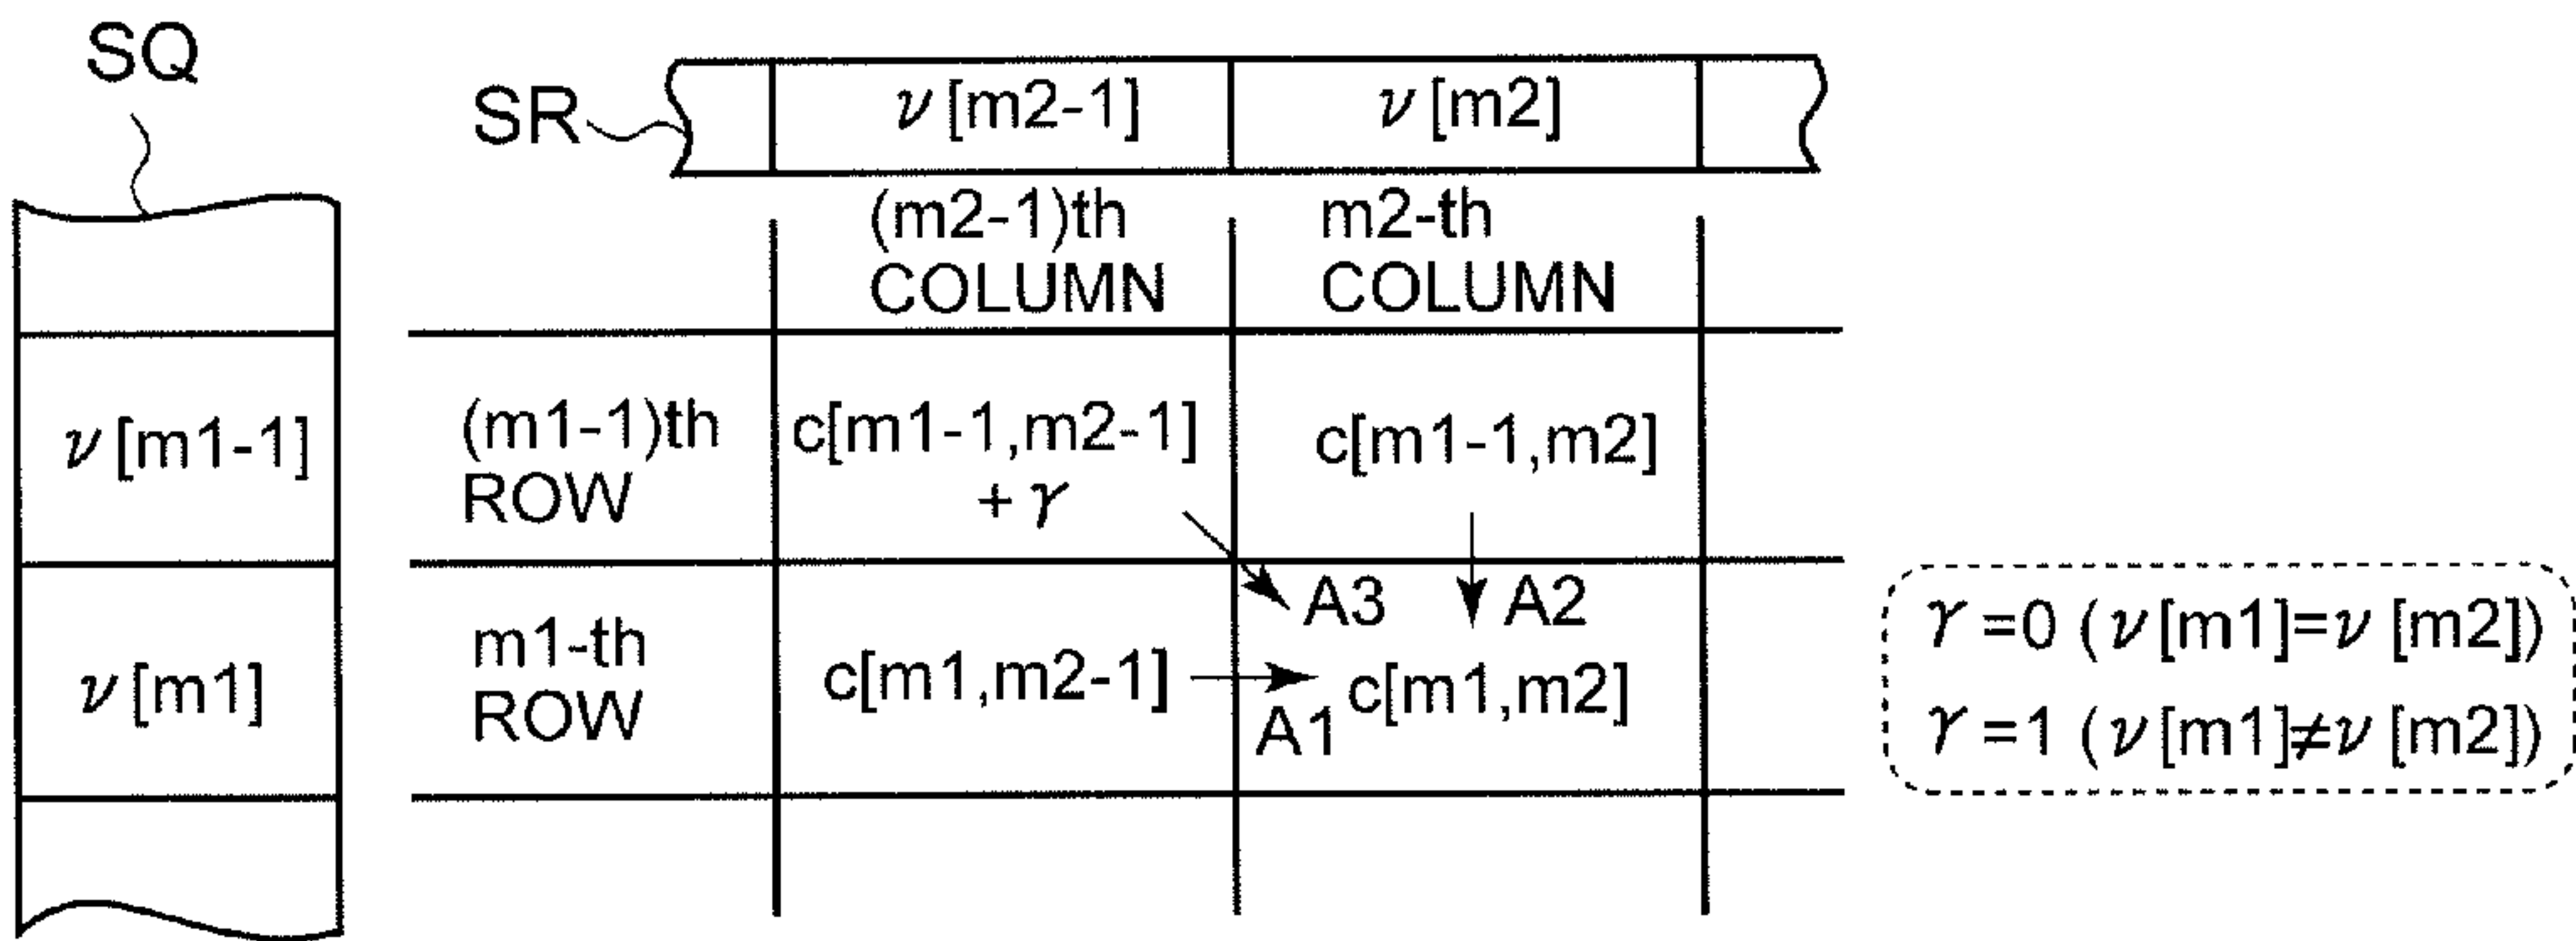 SQ
SR
ν[m2-1]
ν[m2]
(m2-1)th
COLUMN
m2-th
COLUMN
ν[m1-1]
(m1-1)th
ROW
c[m1-1,m2-1]
+γ
c[m1-1,m2]
ν[m1]
m1-th
ROW
c[m1,m2-1]
A1
A3
A2
c[m1,m2]
γ=0 (ν[m1]=ν[m2])
γ=1 (ν[m1]≠ν[m2])